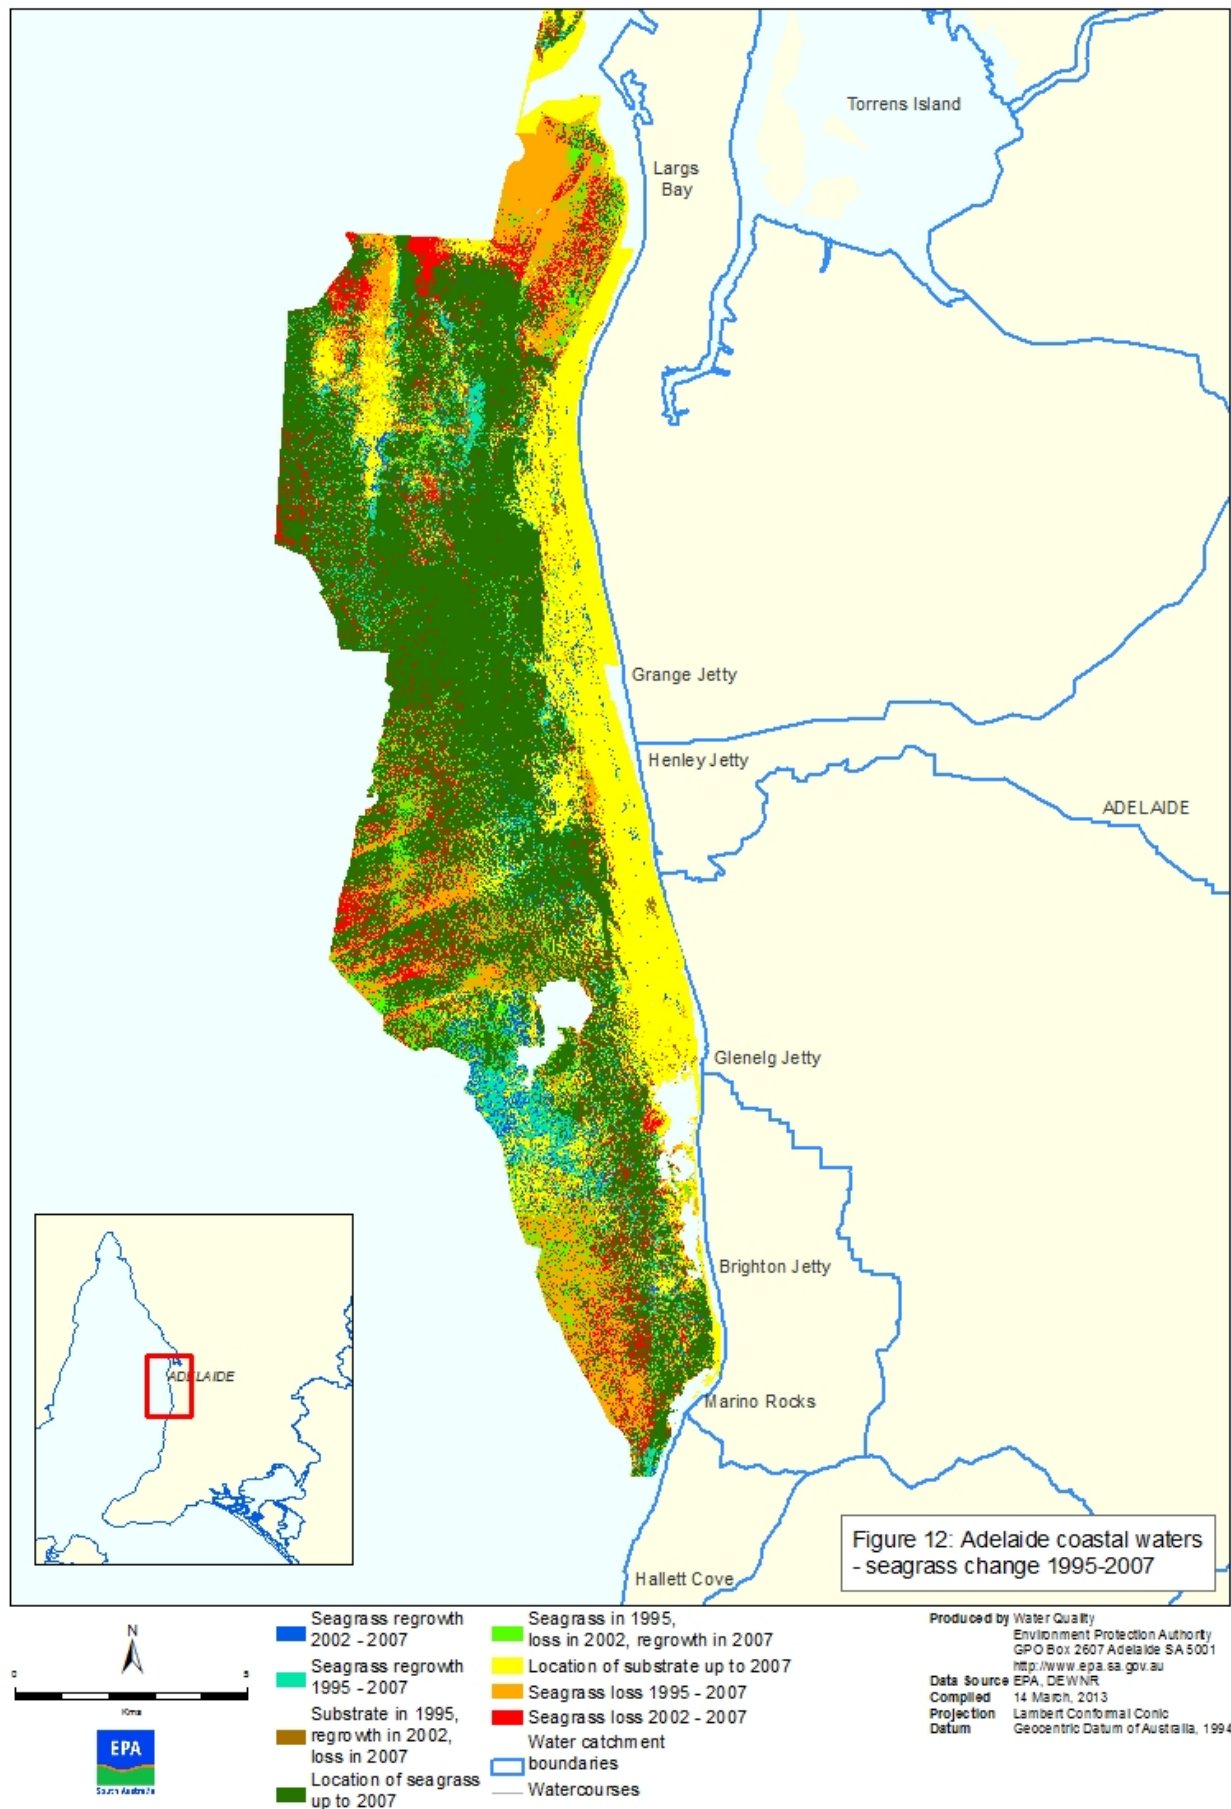 Torrens Island
Largs
Bay
Grange Jetty
Henley Jetty
ADELAIDE
Glenelg Jetty
Brighton Jetty
Marino Rocks
Hallett Cove
ADELAIDE
Figure 12: Adelaide coastal waters
- seagrass change 1995-2007
N
0 5
Kms
EPA
South Australia
Seagrass regrowth
2002 - 2007
Seagrass regrowth
1995 - 2007
Substrate in 1995,
regrowth in 2002,
loss in 2007
Location of seagrass
up to 2007
Seagrass in 1995,
loss in 2002, regrowth in 2007
Location of substrate up to 2007
Seagrass loss 1995 - 2007
Seagrass loss 2002 - 2007
Water catchment
boundaries
Watercourses
Produced by Water Quality
Environment Protection Authority
GPO Box 2607 Adelaide SA 5001
http://www.epa.sa.gov.au
Data Source EPA, DEWNR
Compiled 14 March, 2013
Projection Lambert Conformal Conic
Datum Geocentric Datum of Australia, 1994